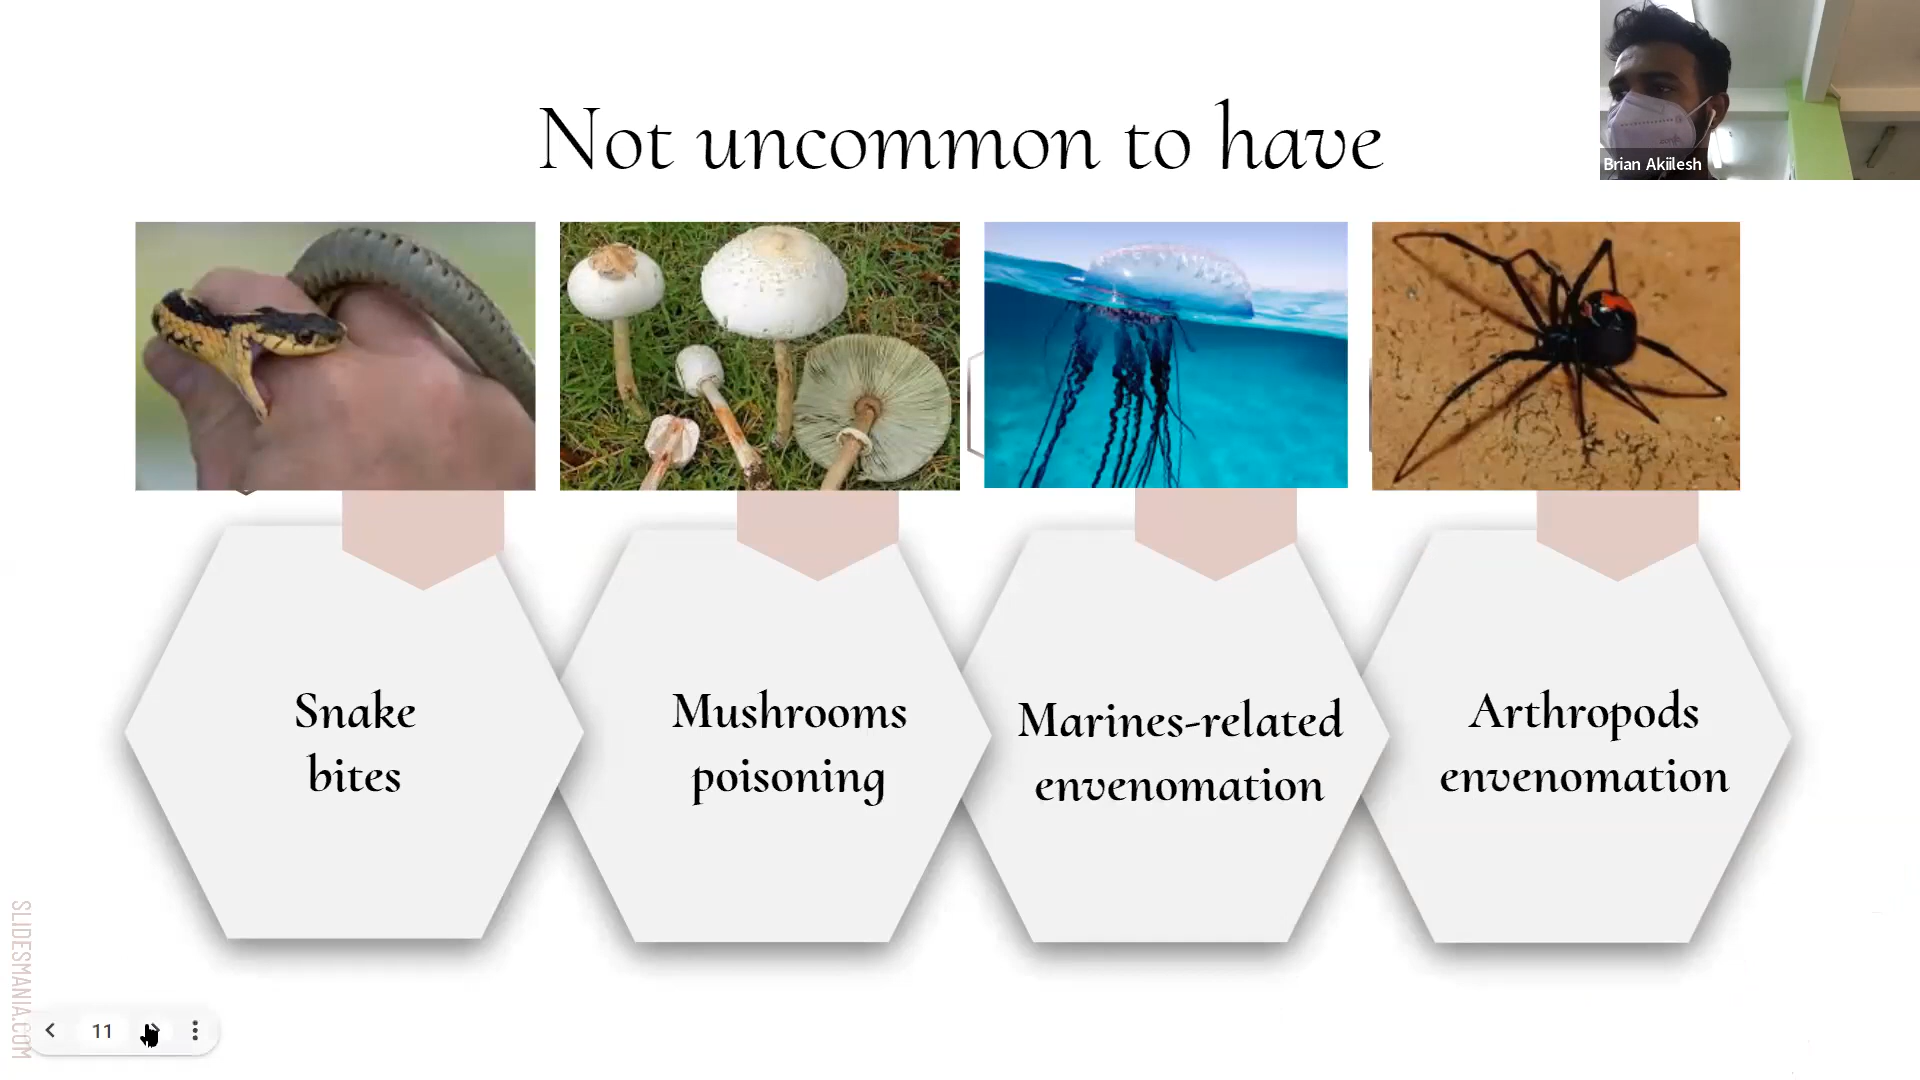 Not uncommon to have
Brian Akiilesh
Snake
bites
Mushrooms
poisoning
Marines-related
envenomation
Arthropods
envenomation
SLIDESMANIA.COM
11